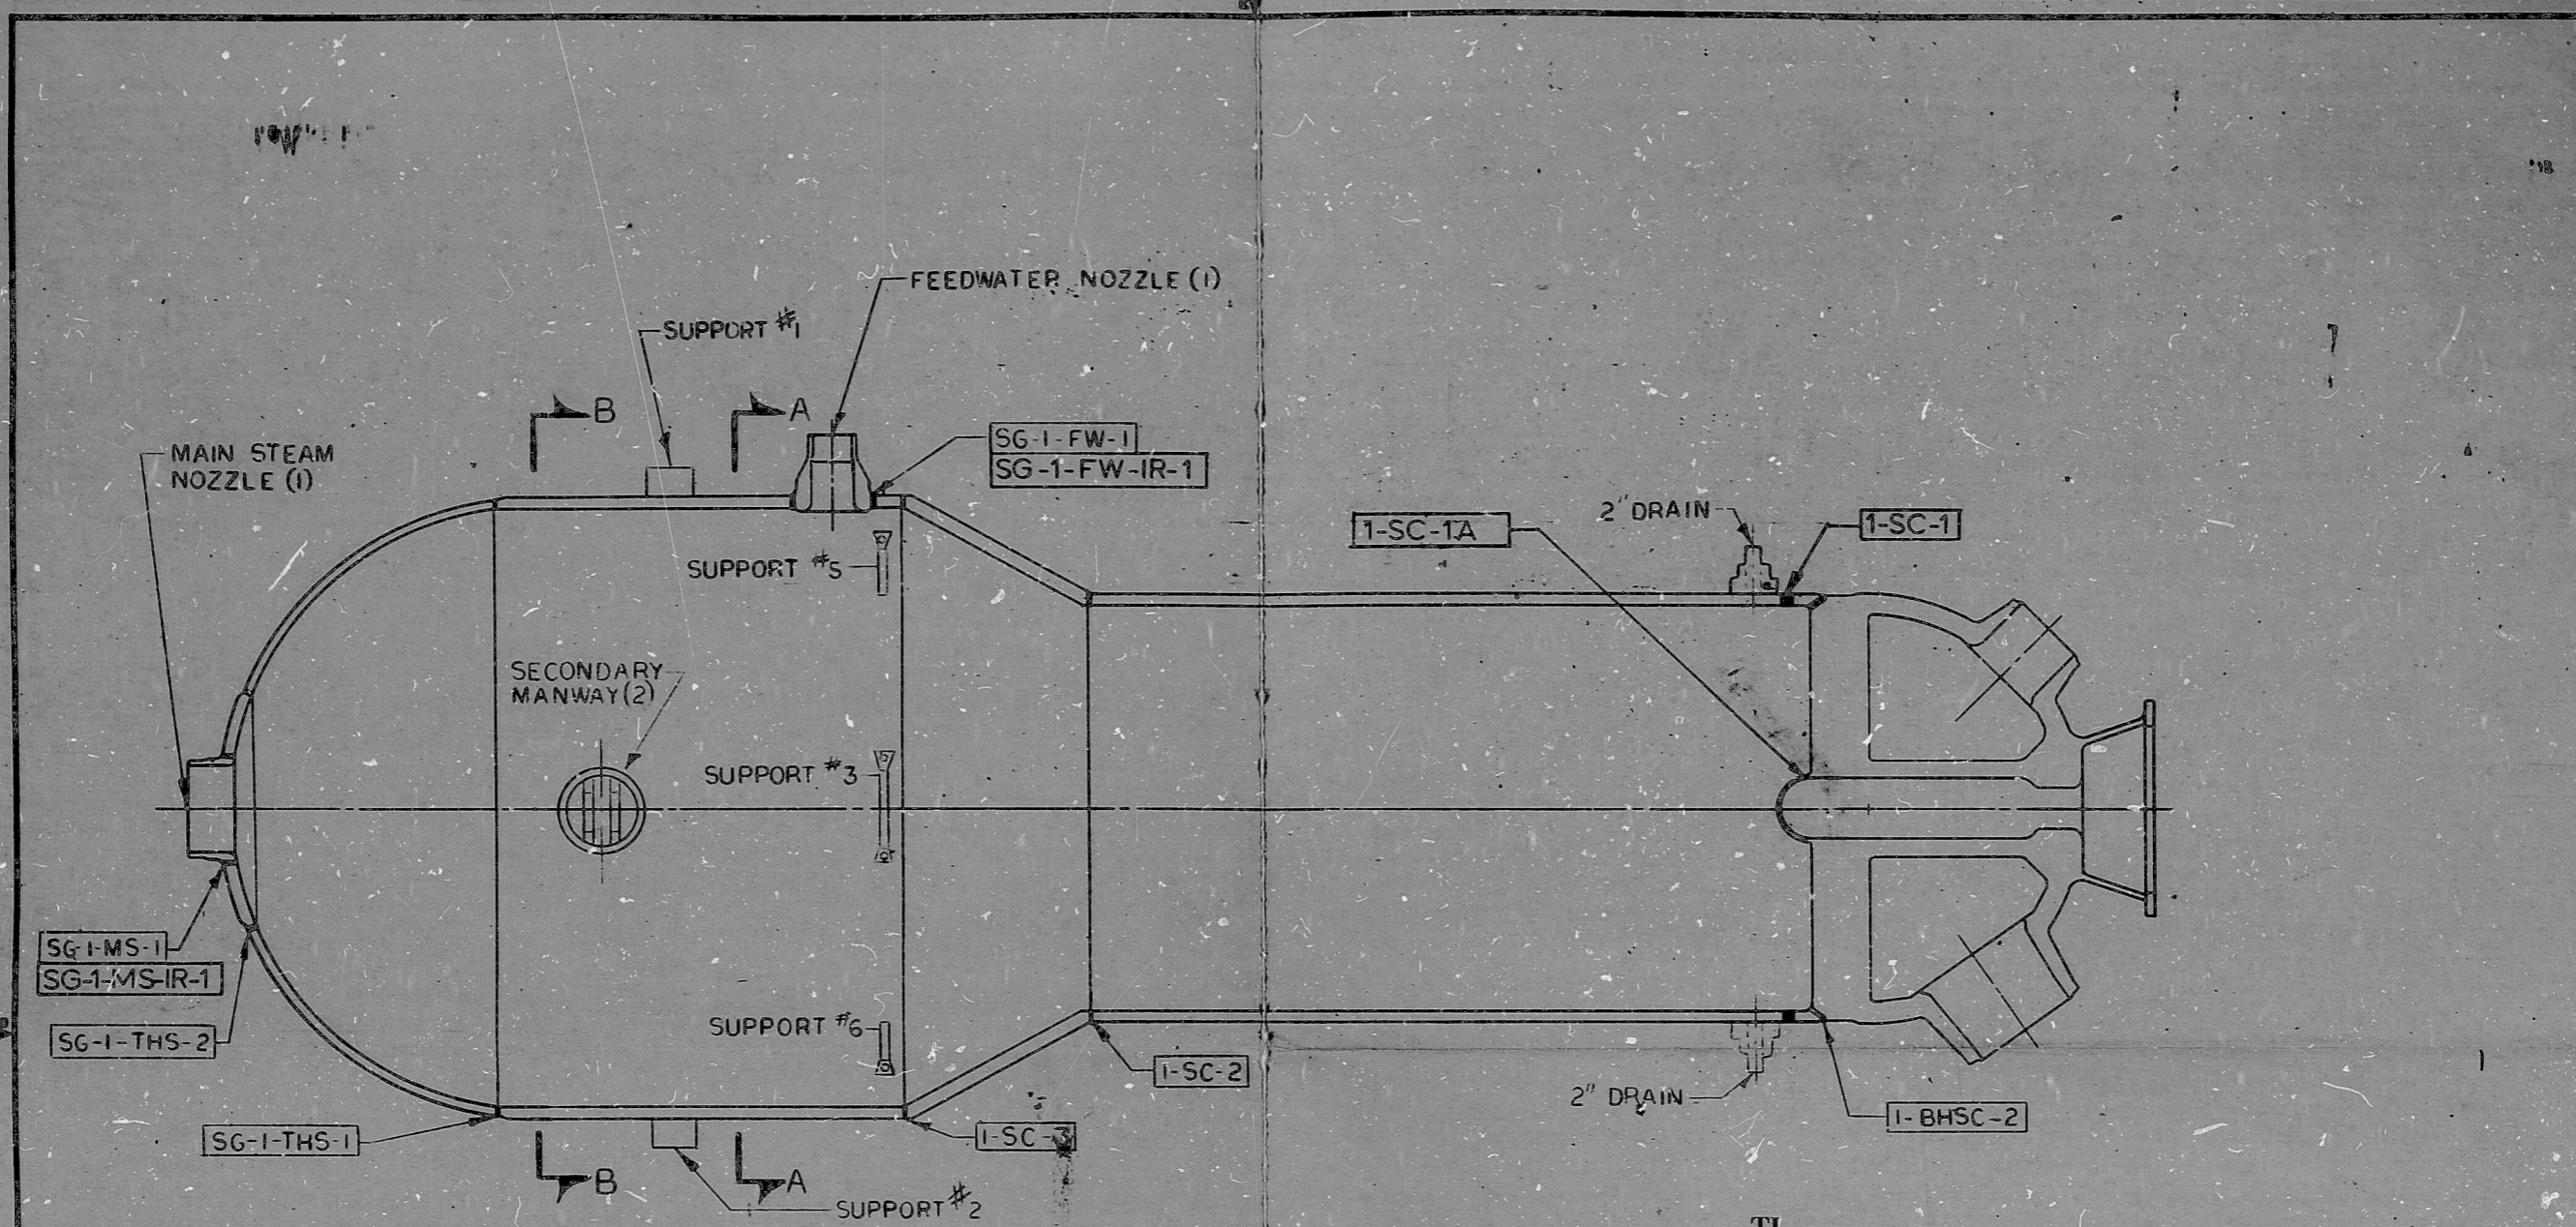 FEEDWATER NOZZLE (1)
SUPPORT #1
B
A
MAIN STEAM
NOZZLE (1)
SG-1-FW-1
SG-1-FW-IR-1
2" DRAIN
1-SC-1A
1-SC-1
SUPPORT #5
SECONDARY
MANWAY (2)
SUPPORT #3
SG-1-MS-1
SG-1-MS-IR-1
SG-1-THS-2
SUPPORT #6
1-SC-2
2" DRAIN
1-BHSC-2
SG-1-THS-1
1-SC-3
B
A
SUPPORT #2